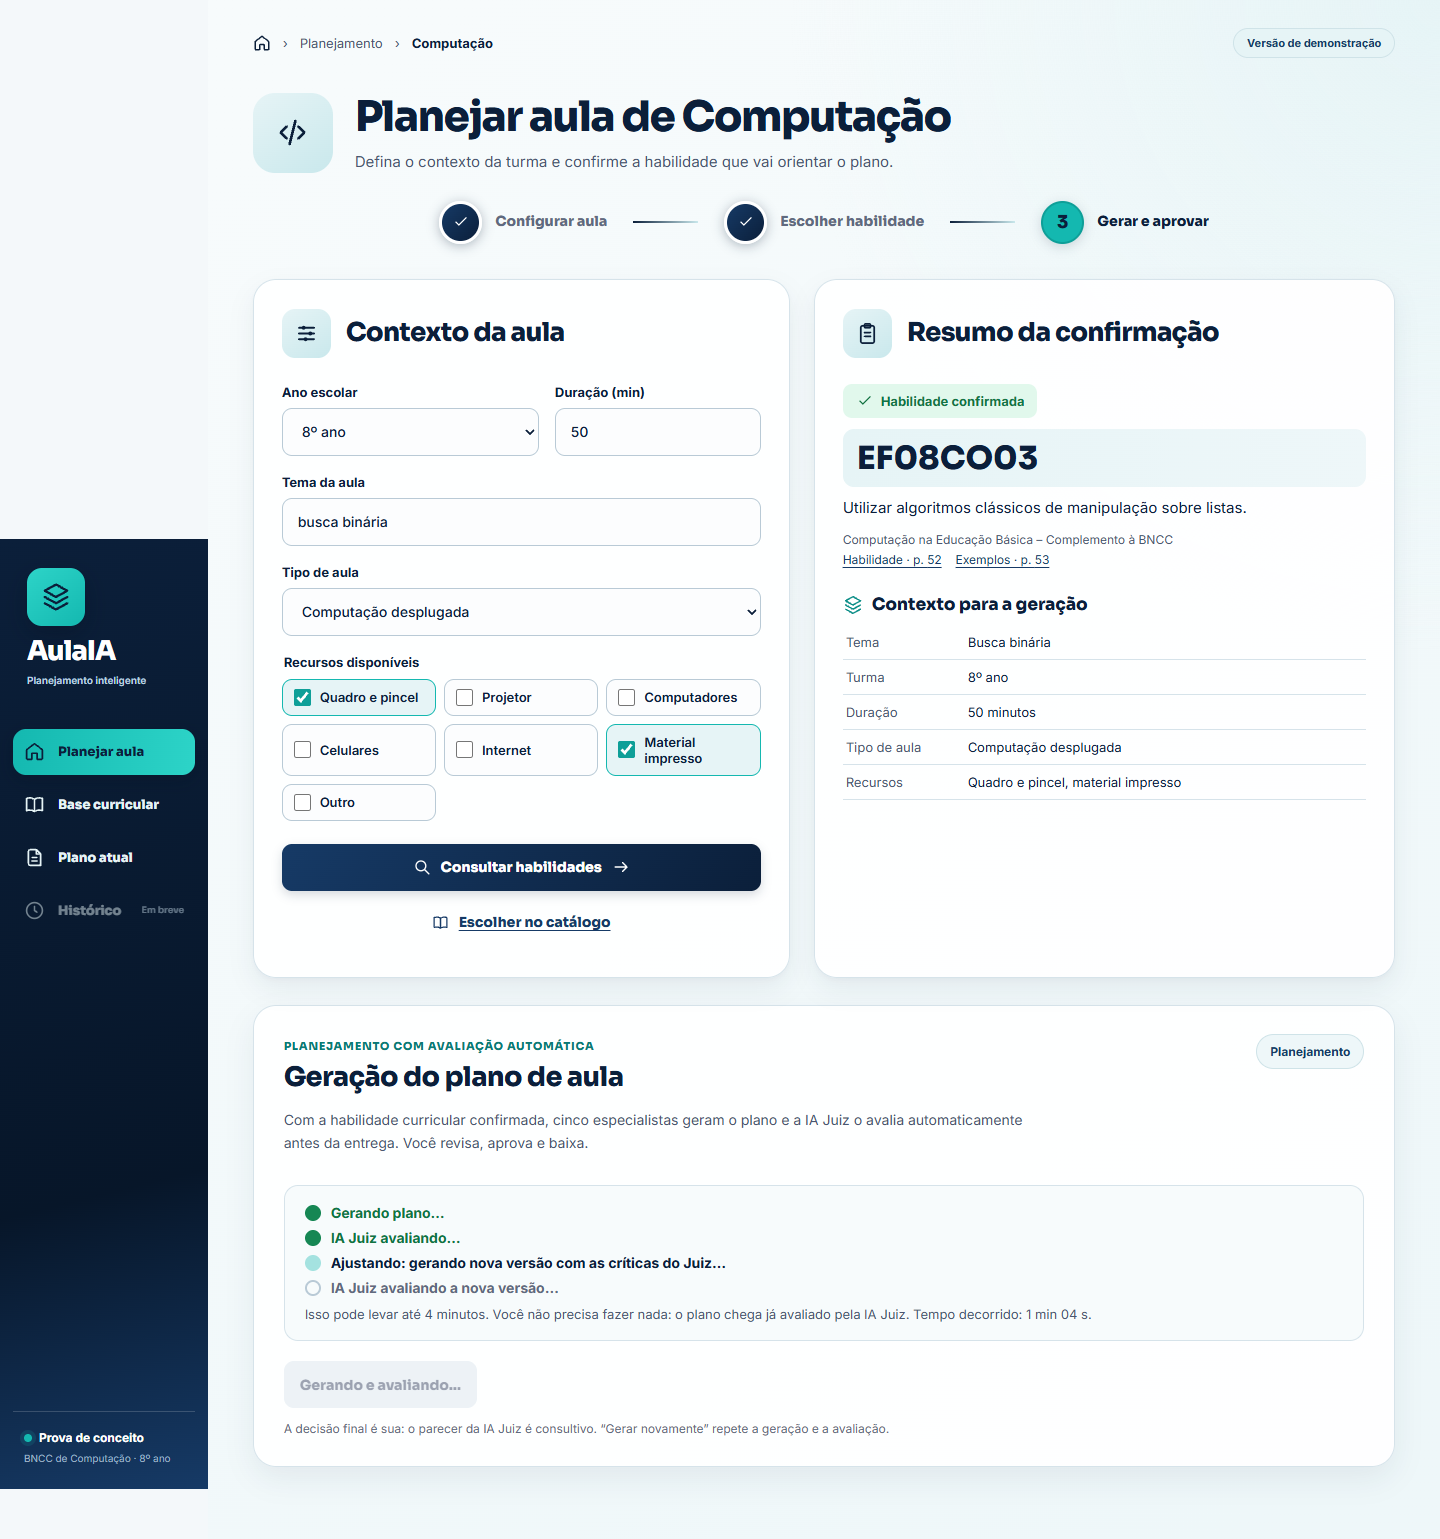 › Planejamento › Computação
Versão de demonstração
Planejar aula de Computação
Defina o contexto da turma e confirme a habilidade que vai orientar o plano.
Configurar aula
Escolher habilidade
3 Gerar e aprovar
AulaIA
Planejamento inteligente
Planejar aula
Base curricular
Plano atual
Histórico Em breve
Prova de conceito
BNCC de Computação · 8º ano
Contexto da aula
Ano escolar
8º ano
Duração (min)
50
Tema da aula
busca binária
Tipo de aula
Computação desplugada
Recursos disponíveis
Quadro e pincel
Projetor
Computadores
Celulares
Internet
Material
impresso
Outro
Consultar habilidades
Escolher no catálogo
Resumo da confirmação
Habilidade confirmada
EF08CO03
Utilizar algoritmos clássicos de manipulação sobre listas.
Computação na Educação Básica – Complemento à BNCC
Habilidade · p. 52 Exemplos · p. 53
Contexto para a geração
Tema Busca binária
Turma 8º ano
Duração 50 minutos
Tipo de aula Computação desplugada
Recursos Quadro e pincel, material impresso
PLANEJAMENTO COM AVALIAÇÃO AUTOMÁTICA
Planejamento
Geração do plano de aula
Com a habilidade curricular confirmada, cinco especialistas geram o plano e a IA Juiz o avalia automaticamente
antes da entrega. Você revisa, aprova e baixa.
Gerando plano...
IA Juiz avaliando...
Ajustando: gerando nova versão com as críticas do Juiz...
IA Juiz avaliando a nova versão...
Isso pode levar até 4 minutos. Você não precisa fazer nada: o plano chega já avaliado pela IA Juiz. Tempo decorrido: 1 min 04 s.
Gerando e avaliando...
A decisão final é sua: o parecer da IA Juiz é consultivo. “Gerar novamente” repete a geração e a avaliação.